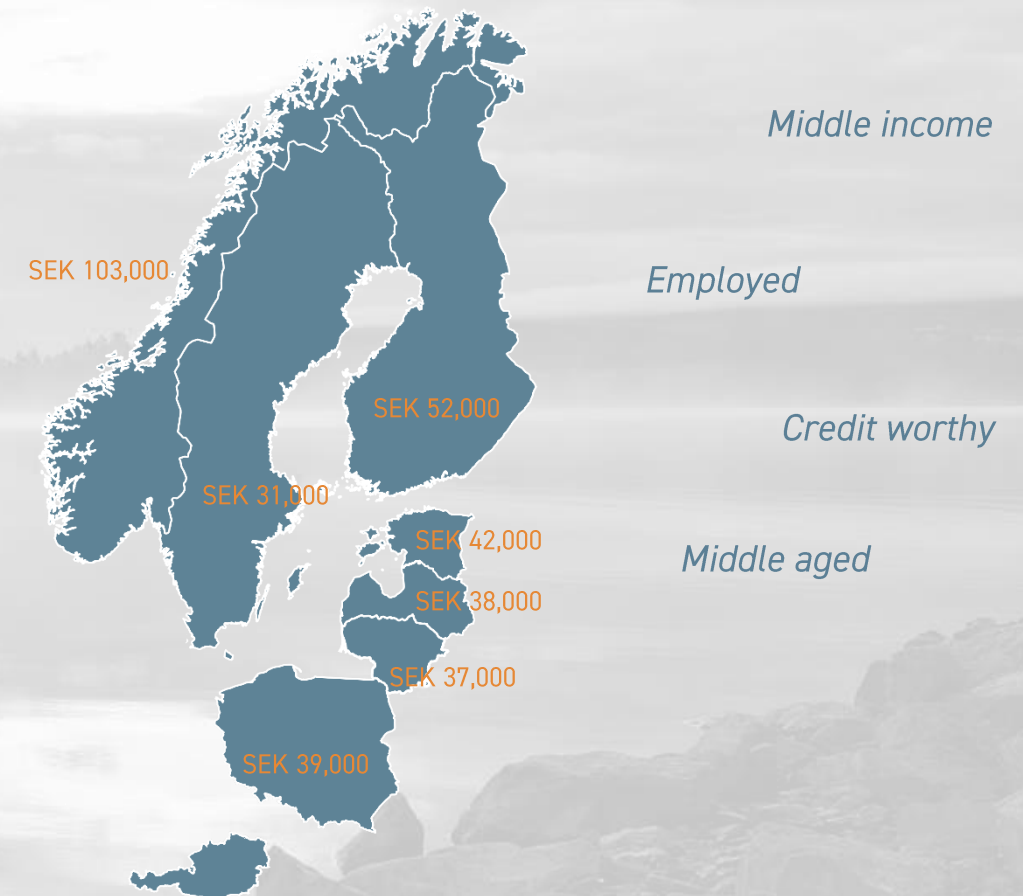 Middle income
SEK 103,000
Employed
SEK 52,000
Credit worthy
SEK 31,000
SEK 42,000
Middle aged
SEK 38,000
SEK 37,000
SEK 39,000